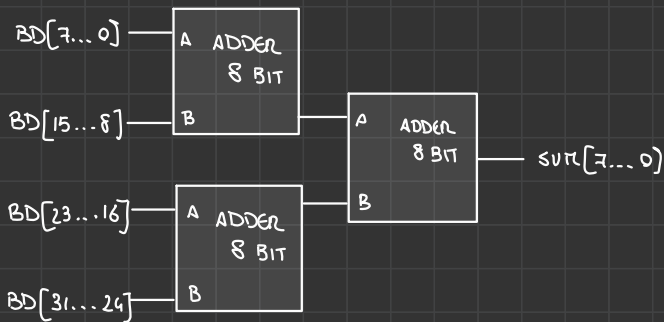 BD[7...0]
A ADDER
8 BIT
BD[15...8]
B
A ADDER
8 BIT
B
SUM[7...0]
BD[23...16]
A ADDER
8 BIT
BD[31...24]
B